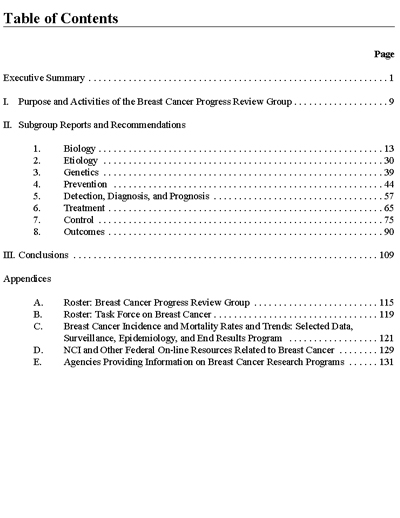 Table of Contents
Page
Executive Summary . . . . . . . . . . . . . . . . . . . . . . . . . . . . . . . . . . . . . . . . . . . . . . . . . . . . . . . . . . . . . . 1
I. Purpose and Activities of the Breast Cancer Progress Review Group . . . . . . . . . . . . . . . . . . 9
II. Subgroup Reports and Recommendations
1. Biology . . . . . . . . . . . . . . . . . . . . . . . . . . . . . . . . . . . . . . . . . . . . . . . . . . . . . . . . . . . 13
2. Etiology . . . . . . . . . . . . . . . . . . . . . . . . . . . . . . . . . . . . . . . . . . . . . . . . . . . . . . . . . . 30
3. Genetics . . . . . . . . . . . . . . . . . . . . . . . . . . . . . . . . . . . . . . . . . . . . . . . . . . . . . . . . . . 39
4. Prevention . . . . . . . . . . . . . . . . . . . . . . . . . . . . . . . . . . . . . . . . . . . . . . . . . . . . . . . . 44
5. Detection, Diagnosis, and Prognosis . . . . . . . . . . . . . . . . . . . . . . . . . . . . . . . . . . . . 57
6. Treatment . . . . . . . . . . . . . . . . . . . . . . . . . . . . . . . . . . . . . . . . . . . . . . . . . . . . . . . . . 65
7. Control . . . . . . . . . . . . . . . . . . . . . . . . . . . . . . . . . . . . . . . . . . . . . . . . . . . . . . . . . . . 75
8. Outcomes . . . . . . . . . . . . . . . . . . . . . . . . . . . . . . . . . . . . . . . . . . . . . . . . . . . . . . . . . 90
III. Conclusions . . . . . . . . . . . . . . . . . . . . . . . . . . . . . . . . . . . . . . . . . . . . . . . . . . . . . . . . . . . . . . 109
Appendices
A. Roster: Breast Cancer Progress Review Group . . . . . . . . . . . . . . . . . . . . . . . . . . 115
B. Roster: Task Force on Breast Cancer . . . . . . . . . . . . . . . . . . . . . . . . . . . . . . . . . . 119
C. Breast Cancer Incidence and Mortality Rates and Trends: Selected Data,
Surveillance, Epidemiology, and End Results Program . . . . . . . . . . . . . . . . . . . 121
D. NCI and Other Federal On-line Resources Related to Breast Cancer . . . . . . . . 129
E. Agencies Providing Information on Breast Cancer Research Programs . . . . . . 131